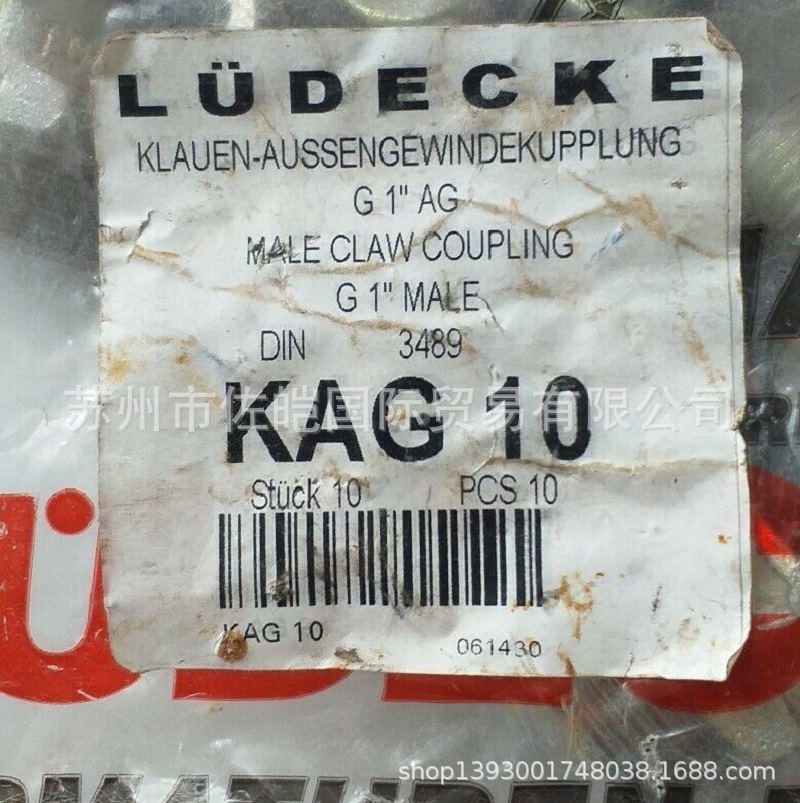 LÜDECKE
KLAUEN-AUSSENGEWINDEKUPPLUNG
G 1" AG
MALE CLAW COUPLING
G 1" MALE
DIN 3489
苏州市佐皓国际贸易有限公司
KAG 10
Stück 10 PCS 10
KAG 10
061430
shop1393001748038.1688.com